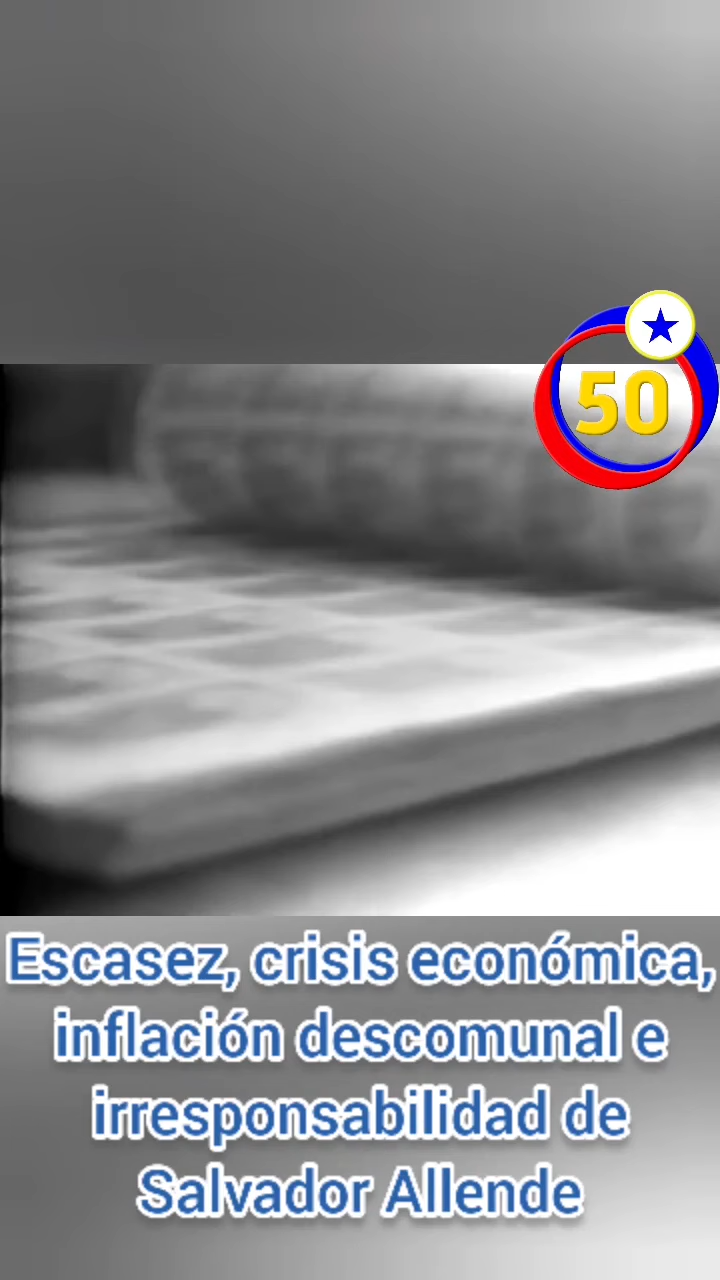 50
Escasez, crisis económica,
inflación descomunal e
irresponsabilidad de
Salvador Allende